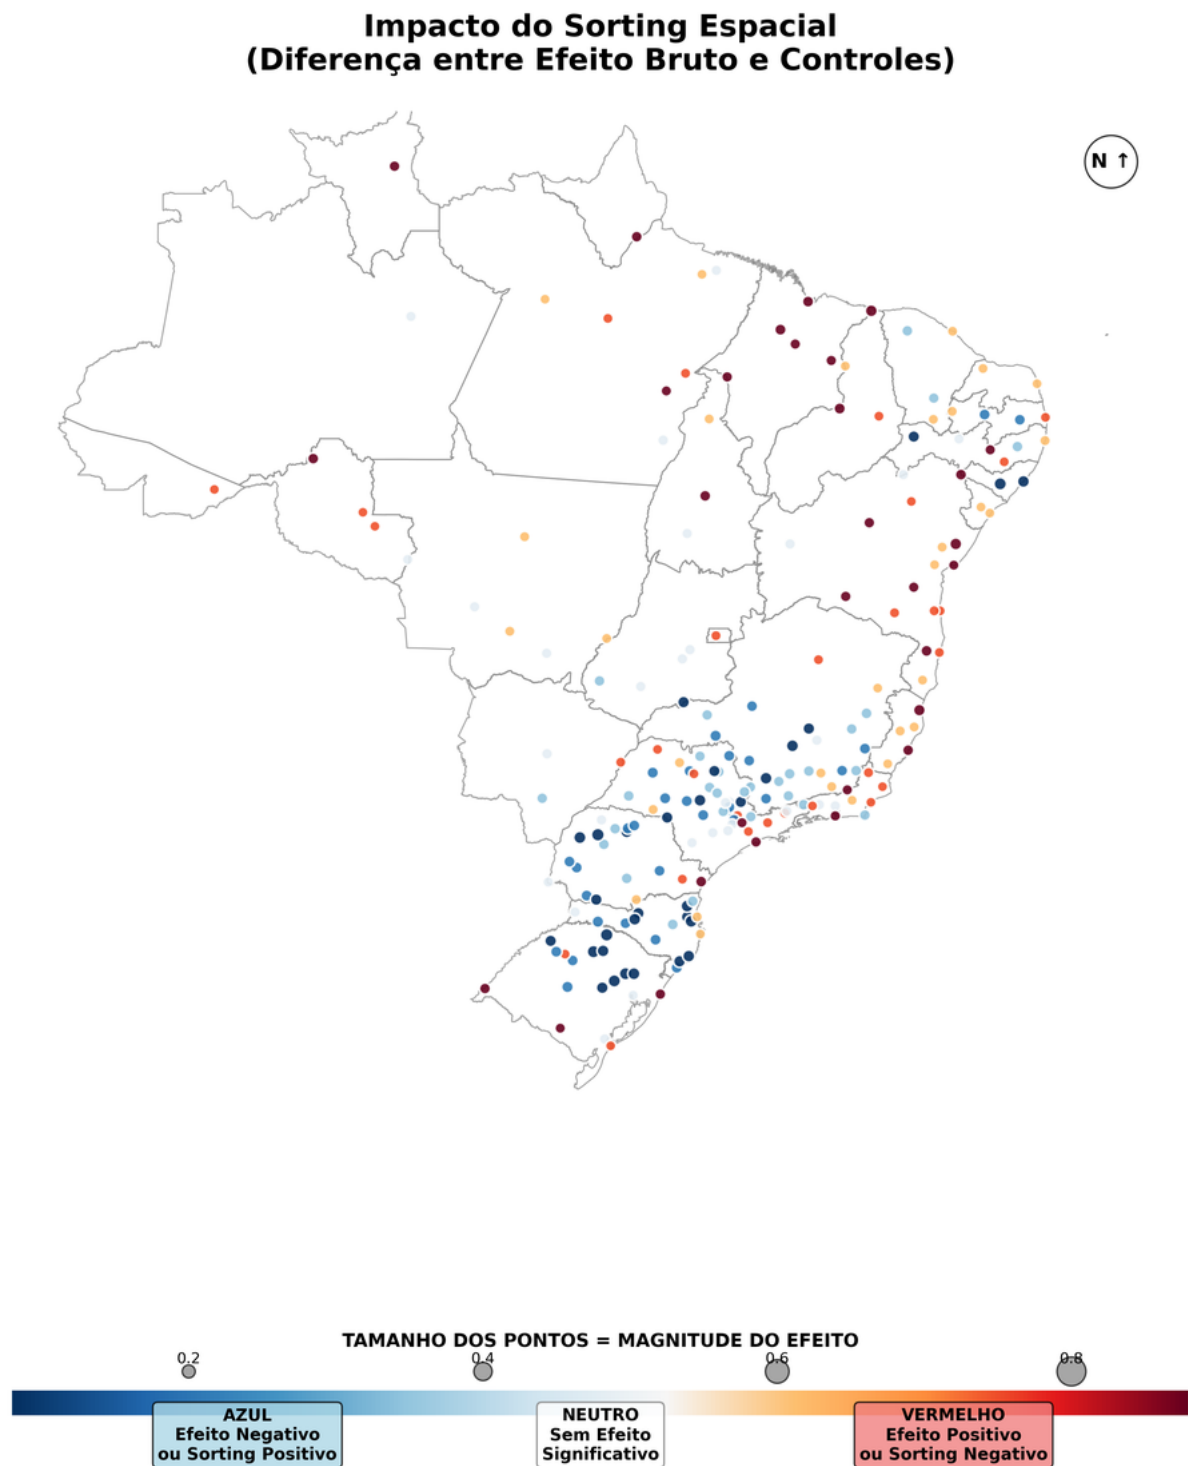 Impacto do Sorting Espacial
(Diferença entre Efeito Bruto e Controles)
N ↑
TAMANHO DOS PONTOS = MAGNITUDE DO EFEITO
0.2 0.4 0.6 0.8
AZUL
Efeito Negativo
ou Sorting Positivo
NEUTRO
Sem Efeito
Significativo
VERMELHO
Efeito Positivo
ou Sorting Negativo